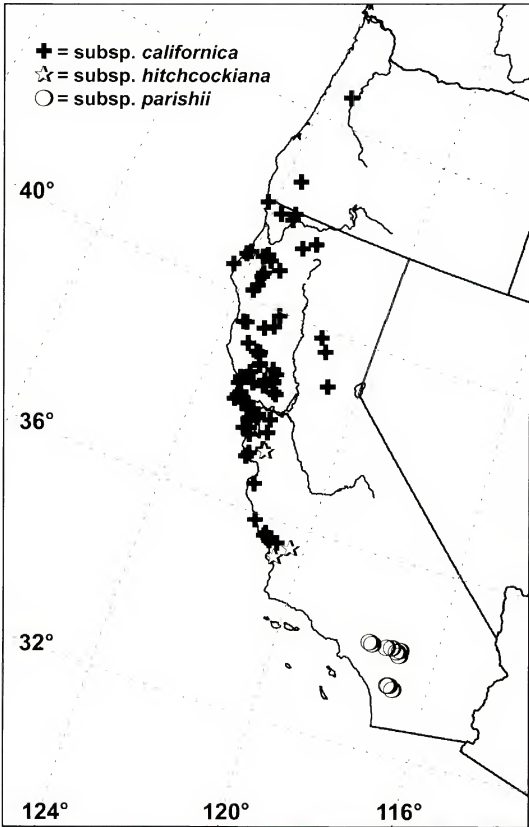 ✚ = subsp. californica
☆ = subsp. hitchcockiana
○ = subsp. parishii
40°
36°
32°
124° 120° 116°